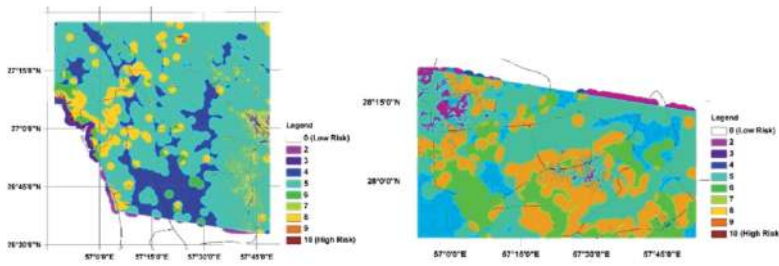 27°15'0"N
27°0'0"N
26°45'0"N
26°30'0"N
57°0'0"E
57°15'0"E
57°30'0"E
57°45'0"E
Legend
0 (Low Risk)
2
3
4
5
6
7
8
9
10 (High Risk)
28°15'0"N
28°0'0"N
57°0'0"E
57°15'0"E
57°30'0"E
57°45'0"E
Legend
0 (Low Risk)
2
3
4
5
6
7
8
9
10 (High Risk)